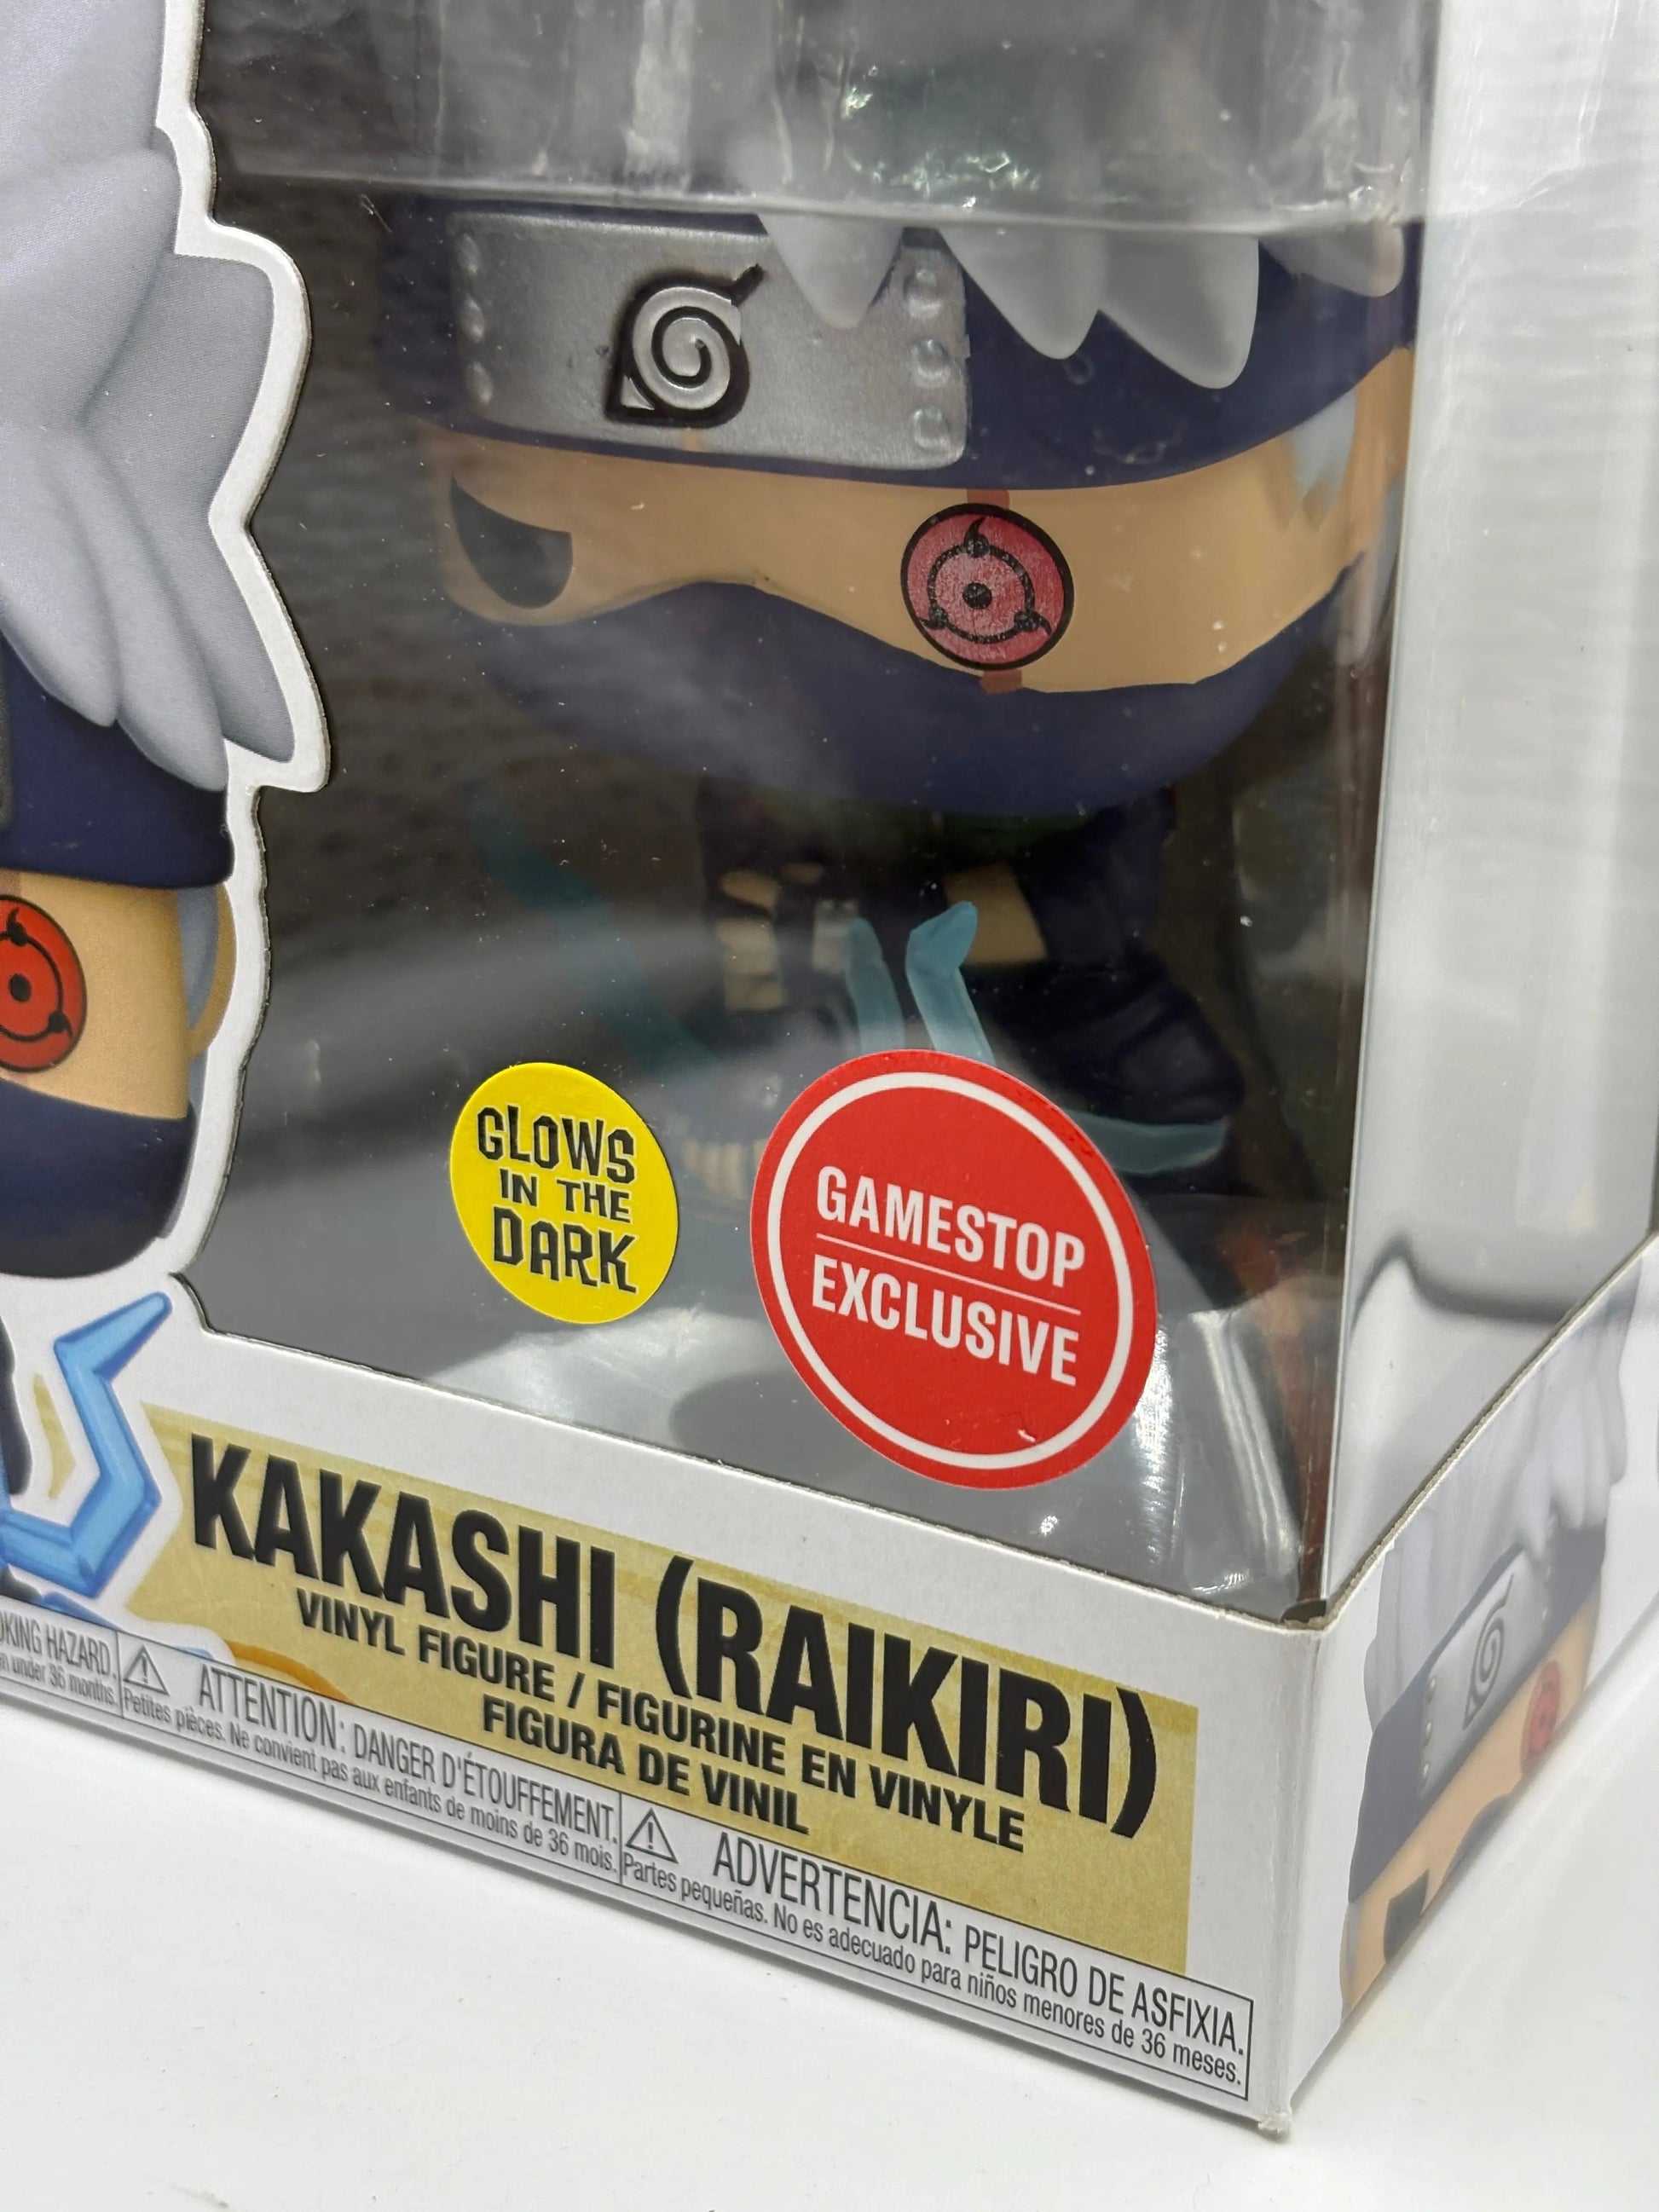 GLOWS
IN THE
DARK
GAMESTOP
EXCLUSIVE
KAKASHI (RAIKIRI)
VINYL FIGURE / FIGURINE EN VINYLE
FIGURA DE VINIL
HAZARD.
under 36 months.
ATTENTION: DANGER D'ÉTOUFFEMENT.
Petites pièces. Ne convient pas aux enfants de moins de 36 mois.
ADVERTENCIA: PELIGRO DE ASFIXIA.
Partes pequeñas. No es adecuado para niños menores de 36 meses.